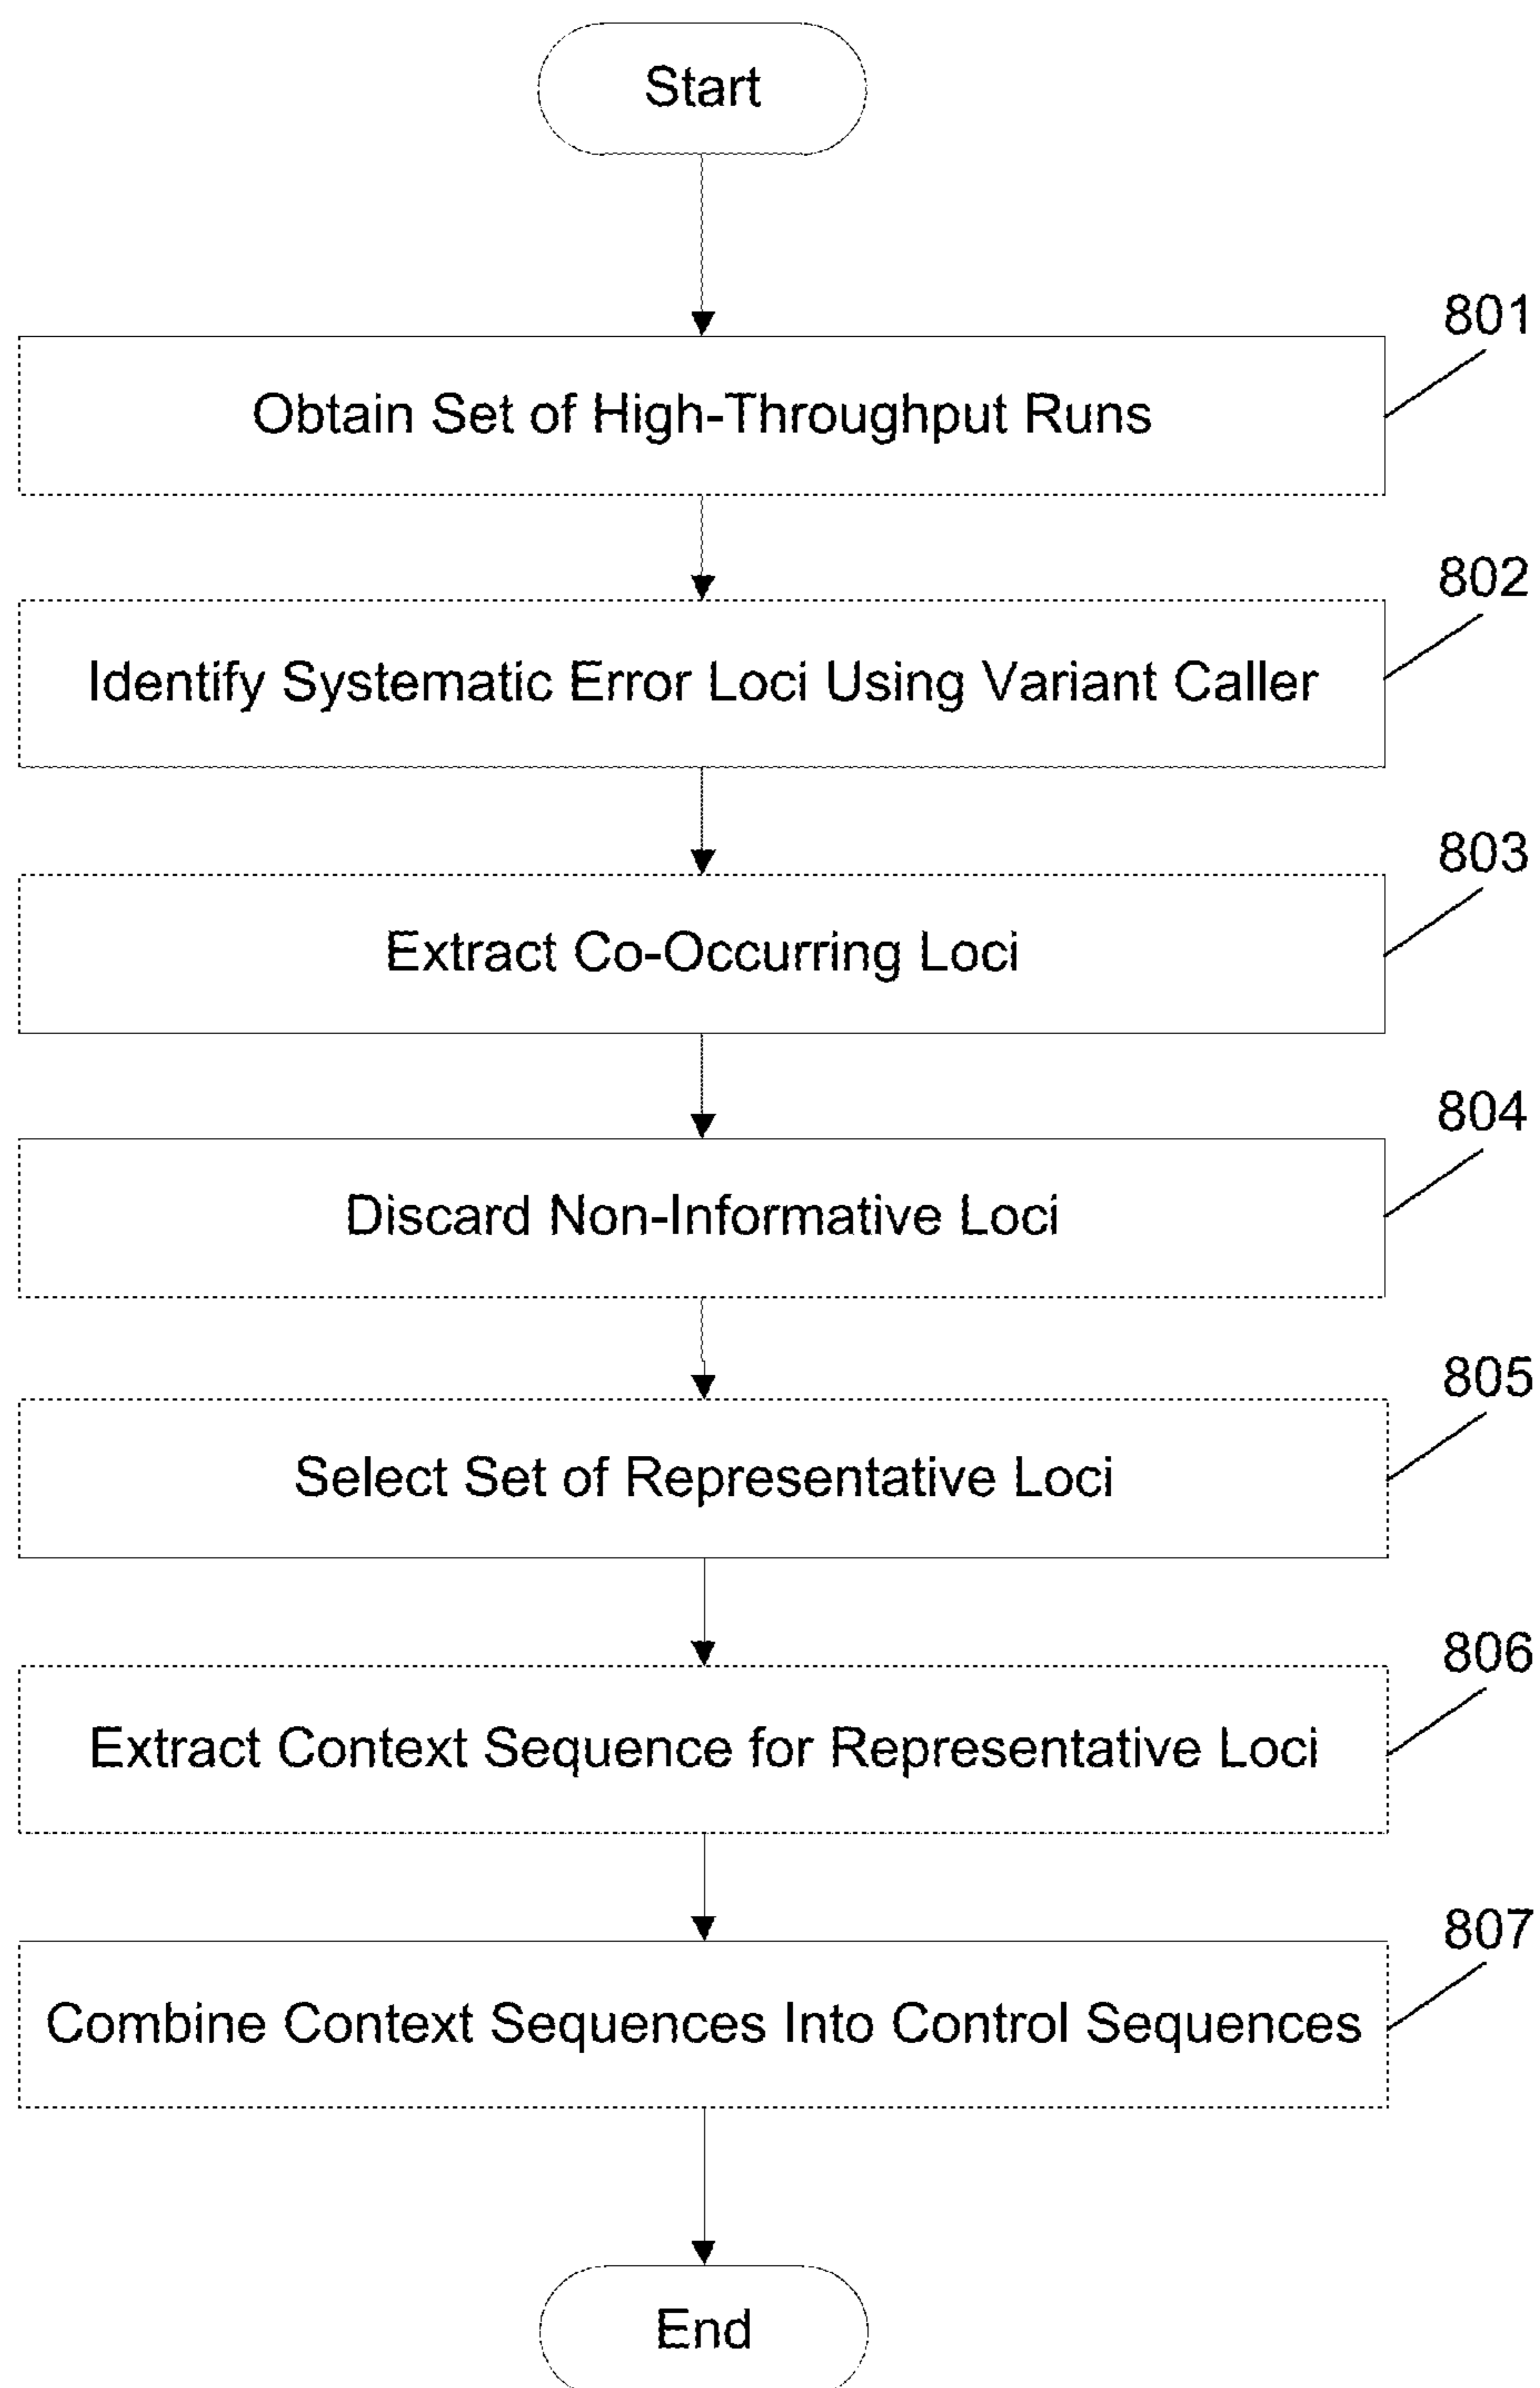 Start
801
Obtain Set of High-Throughput Runs
802
Identify Systematic Error Loci Using Variant Caller
803
Extract Co-Occurring Loci
804
Discard Non-Informative Loci
805
Select Set of Representative Loci
806
Extract Context Sequence for Representative Loci
807
Combine Context Sequences Into Control Sequences
End